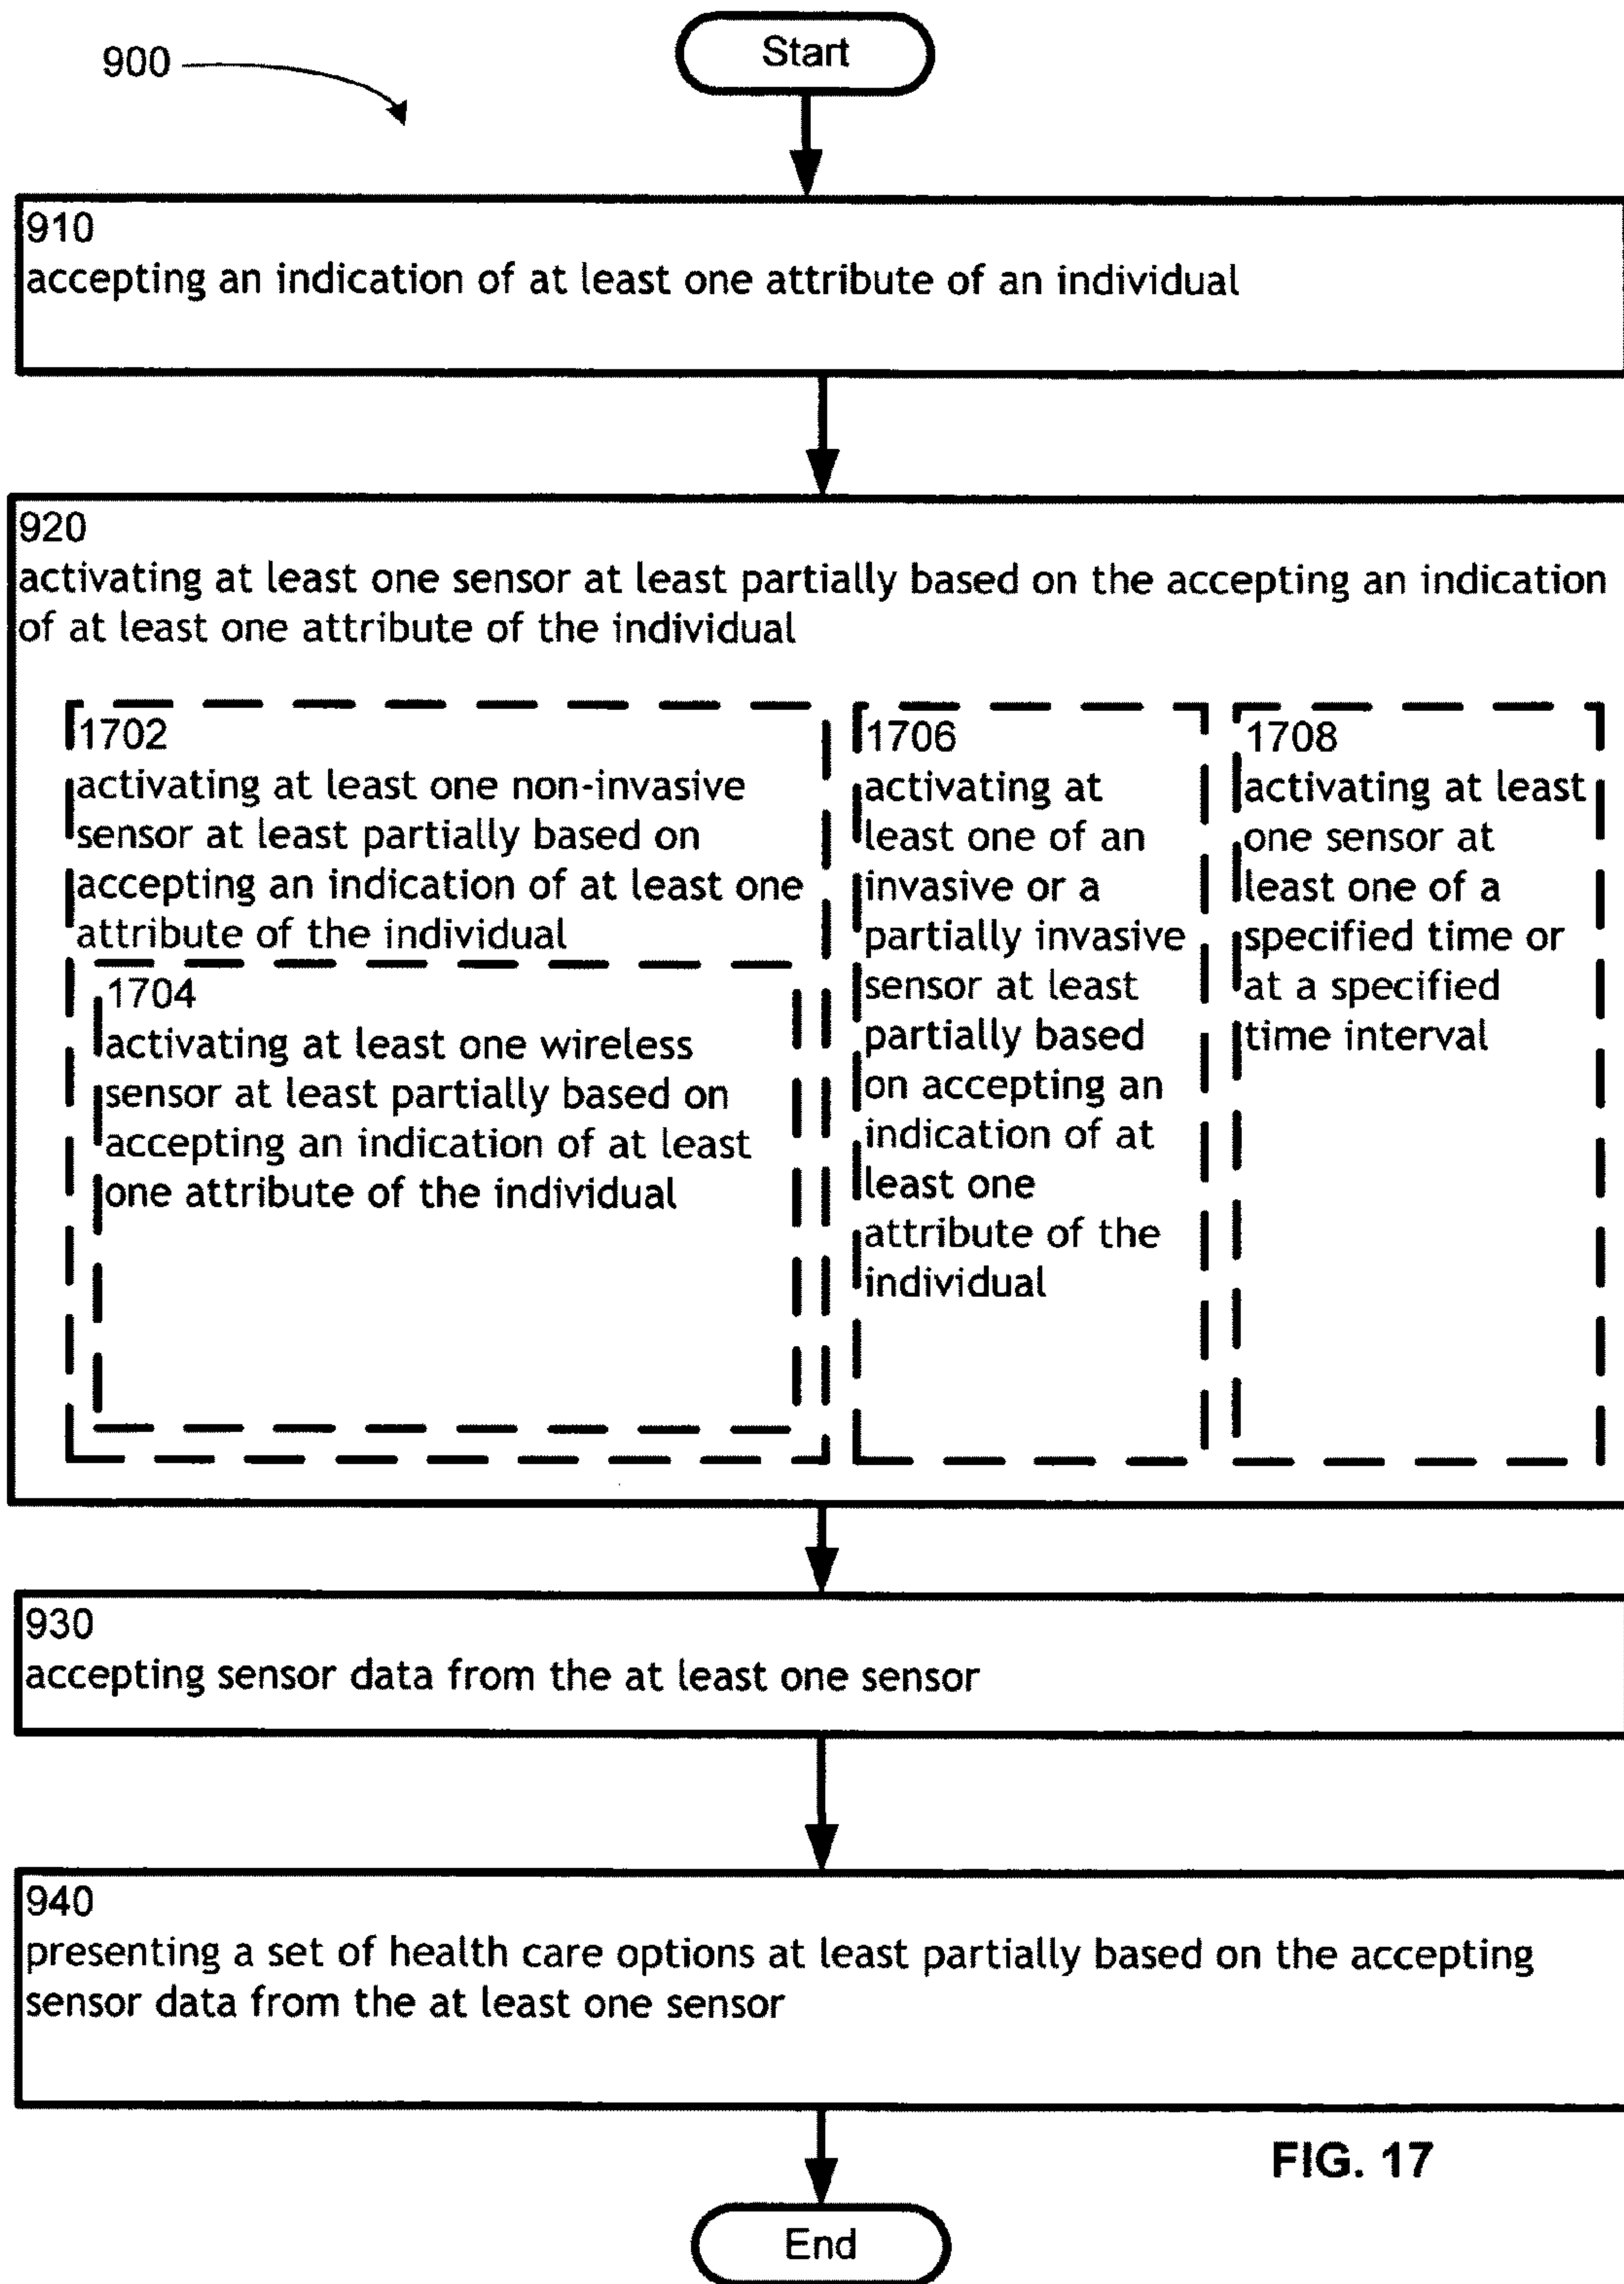 900
Start
910
accepting an indication of at least one attribute of an individual
920
activating at least one sensor at least partially based on the accepting an indication
of at least one attribute of the individual
1702
activating at least one non-invasive
sensor at least partially based on
accepting an indication of at least one
attribute of the individual
1704
activating at least one wireless
sensor at least partially based on
accepting an indication of at least
one attribute of the individual
1706
activating at
least one of an
invasive or a
partially invasive
sensor at least
partially based
on accepting an
indication of at
least one
attribute of the
individual
1708
activating at least
one sensor at
least one of a
specified time or
at a specified
time interval
930
accepting sensor data from the at least one sensor
940
presenting a set of health care options at least partially based on the accepting
sensor data from the at least one sensor
FIG. 17
End